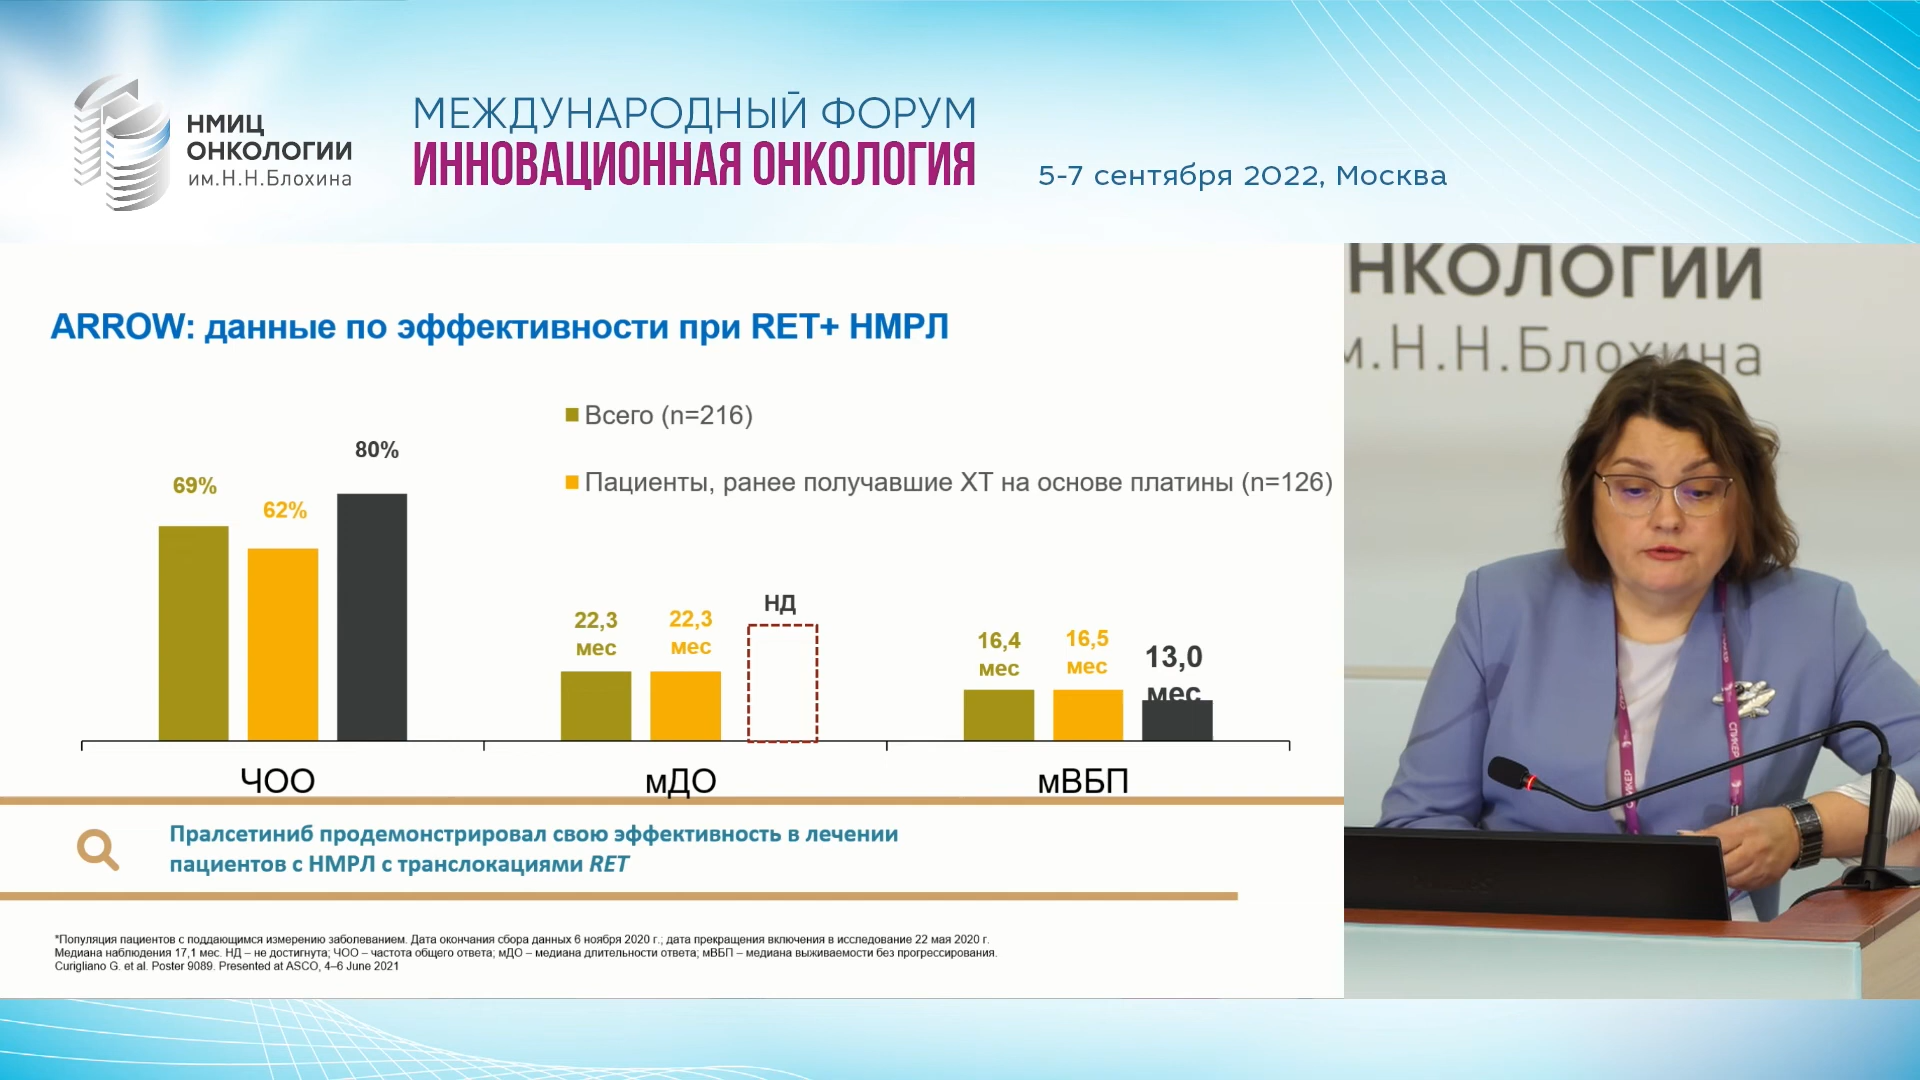 НМИЦ
ОНКОЛОГИИ
им.Н.Н.Блохина
МЕЖДУНАРОДНЫЙ ФОРУМ
ИННОВАЦИОННАЯ ОНКОЛОГИЯ
5-7 сентября 2022, Москва
ARROW: данные по эффективности при RET+ НМРЛ
Всего (n=216)
Пациенты, ранее получавшие ХТ на основе платины (n=126)
69%
62%
80%
22,3
мес
22,3
мес
НД
16,4
мес
16,5
мес
13,0
мес
ЧОО
мДО
мВБП
Пралсетиниб продемонстрировал свою эффективность в лечении
пациентов с НМРЛ с транслокациями RET
*Популяция пациентов с поддающимся измерению заболеванием. Дата окончания сбора данных 6 ноября 2020 г.; дата прекращения включения в исследование 22 мая 2020 г.
Медиана наблюдения 17,1 мес. НД – не достигнута; ЧОО – частота общего ответа; мДО – медиана длительности ответа; мВБП – медиана выживаемости без прогрессирования.
Curigliano G. et al. Poster 9089. Presented at ASCO, 4–6 June 2021
НКОЛОГИИ
м.Н.Н.Блохина
СПИКЕР
СПИКЕР